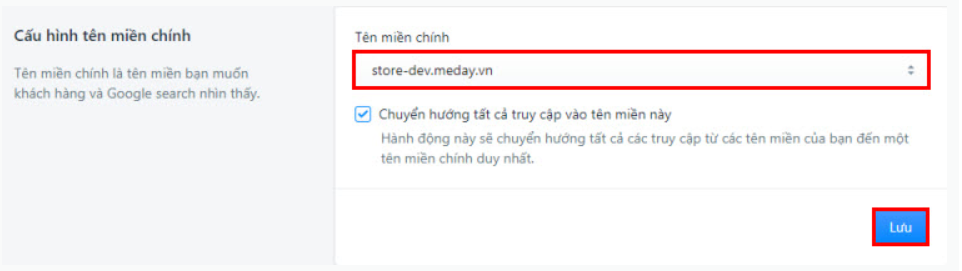 Cấu hình tên miền chính
Tên miền chính là tên miền bạn muốn
khách hàng và Google search nhìn thấy.
Tên miền chính
store-dev.meday.vn
Chuyển hướng tất cả truy cập vào tên miền này
Hành động này sẽ chuyển hướng tất cả các truy cập từ các tên miền của bạn đến một
tên miền chính duy nhất.
Lưu